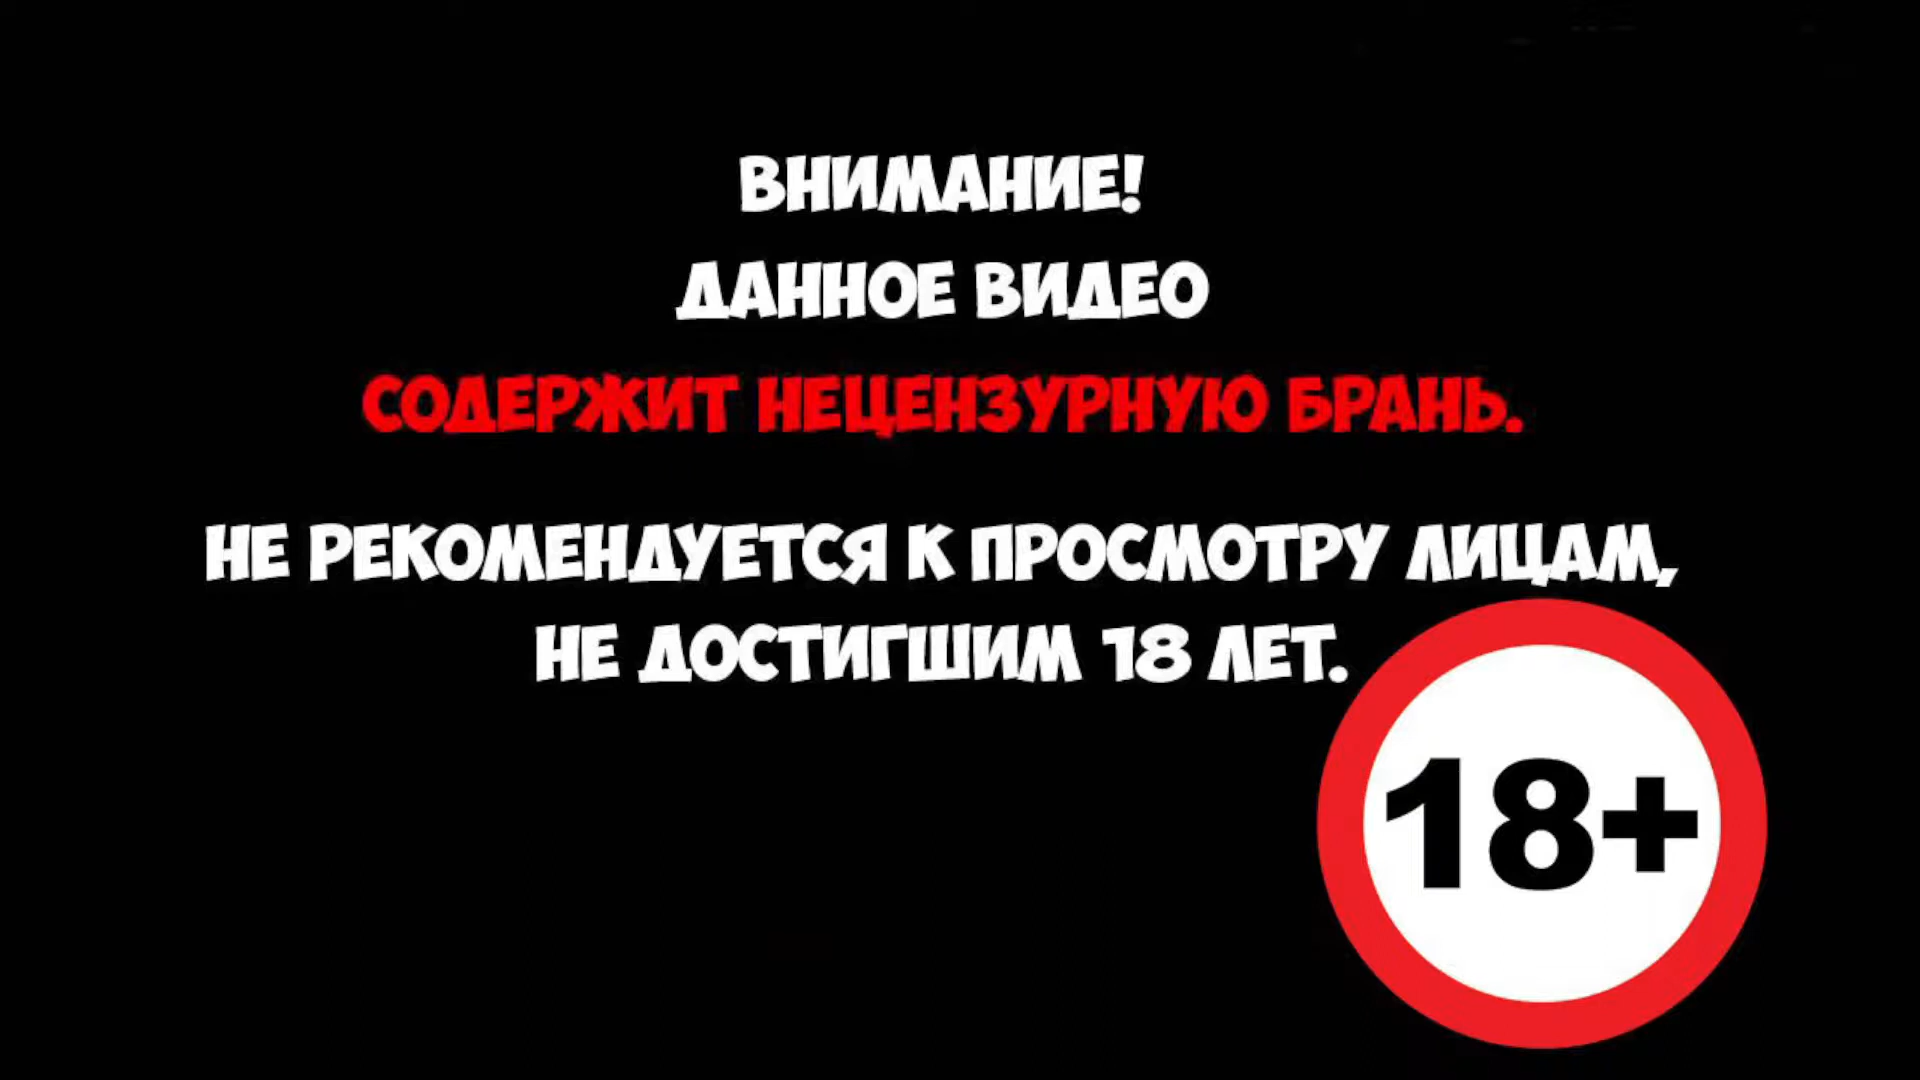 ВНИМАНИЕ!
ДАННОЕ ВИДЕО
СОДЕРЖИТ НЕЦЕНЗУРНУЮ БРАНЬ.
НЕ РЕКОМЕНДУЕТСЯ К ПРОСМОТРУ ЛИЦАМ,
НЕ ДОСТИГШИМ 18 ЛЕТ.
18+